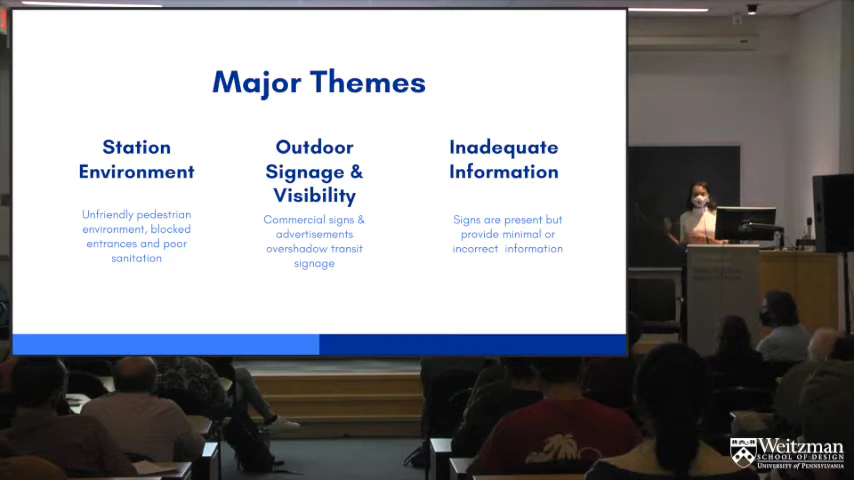 Major Themes
Station
Environment
Unfriendly pedestrian
environment, blocked
entrances and poor
sanitation
Outdoor
Signage &
Visibility
Commercial signs &
advertisements
overshadow transit
signage
Inadequate
Information
Signs are present but
provide minimal or
incorrect information
Weitzman
SCHOOL OF DESIGN
UNIVERSITY of PENNSYLVANIA